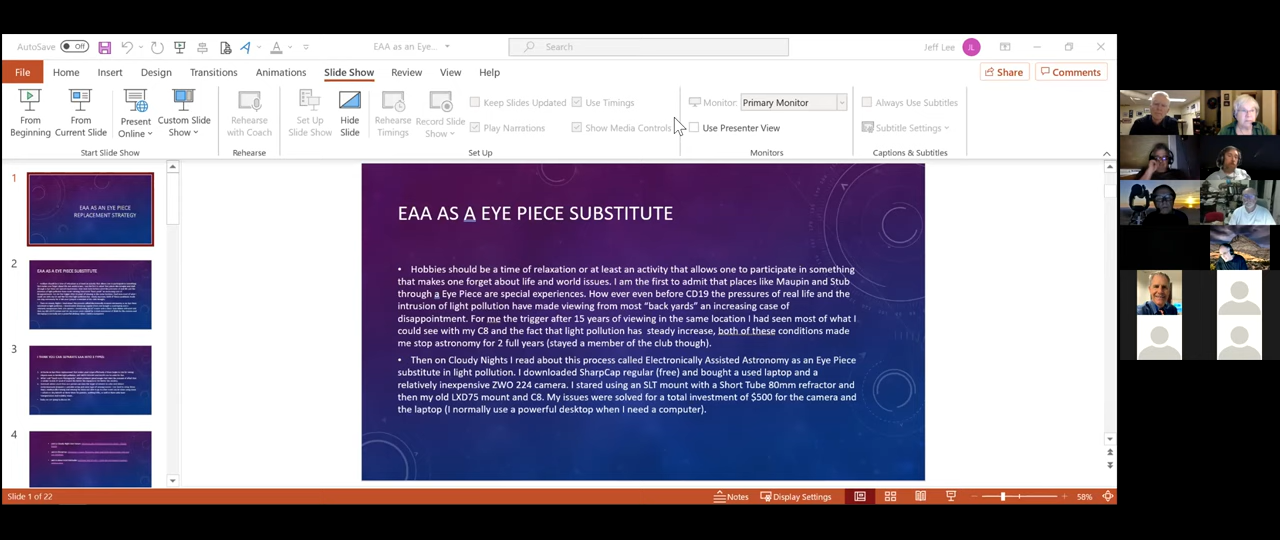 AutoSave Off
EAA as an Eye...
Search
Jeff Lee JL
File Home Insert Design Transitions Animations Slide Show Review View Help
Share Comments
From Beginning
From Current Slide
Present Online
Custom Slide Show
Start Slide Show
Rehearse with Coach
Rehearse
Set Up Slide Show
Hide Slide
Rehearse Timings
Record Slide Show
Keep Slides Updated
Play Narrations
Use Timings
Show Media Controls
Set Up
Monitor: Primary Monitor
Use Presenter View
Monitors
Always Use Subtitles
Subtitle Settings
Captions & Subtitles
1
EAA AS AN EYE PIECE
REPLACEMENT STRATEGY
2
EAA AS A EYE PIECE SUBSTITUTE
3
4
EAA AS A EYE PIECE SUBSTITUTE
• Hobbies should be a time of relaxation or at least an activity that allows one to participate in something
that makes one forget about life and world issues. I am the first to admit that places like Maupin and Stub
through a Eye Piece are special experiences. How ever even before CD19 the pressures of real life and the
intrusion of light pollution have made viewing from most "back yards" an increasing case of
disappointment. For me the trigger after 15 years of viewing in the same location I had seen most of what I
could see with my C8 and the fact that light pollution has steady increase, both of these conditions made
me stop astronomy for 2 full years (stayed a member of the club though).
• Then on Cloudy Nights I read about this process called Electronically Assisted Astronomy as an Eye Piece
substitute in light pollution. I downloaded SharpCap regular (free) and bought a used laptop and a
relatively inexpensive ZWO 224 camera. I stared using an SLT mount with a Short Tube 80mm refractor and
then my old LXD75 mount and C8. My issues were solved for a total investment of $500 for the camera and
the laptop (I normally use a powerful desktop when I need a computer).
Slide 1 of 22
Notes
Display Settings
58%